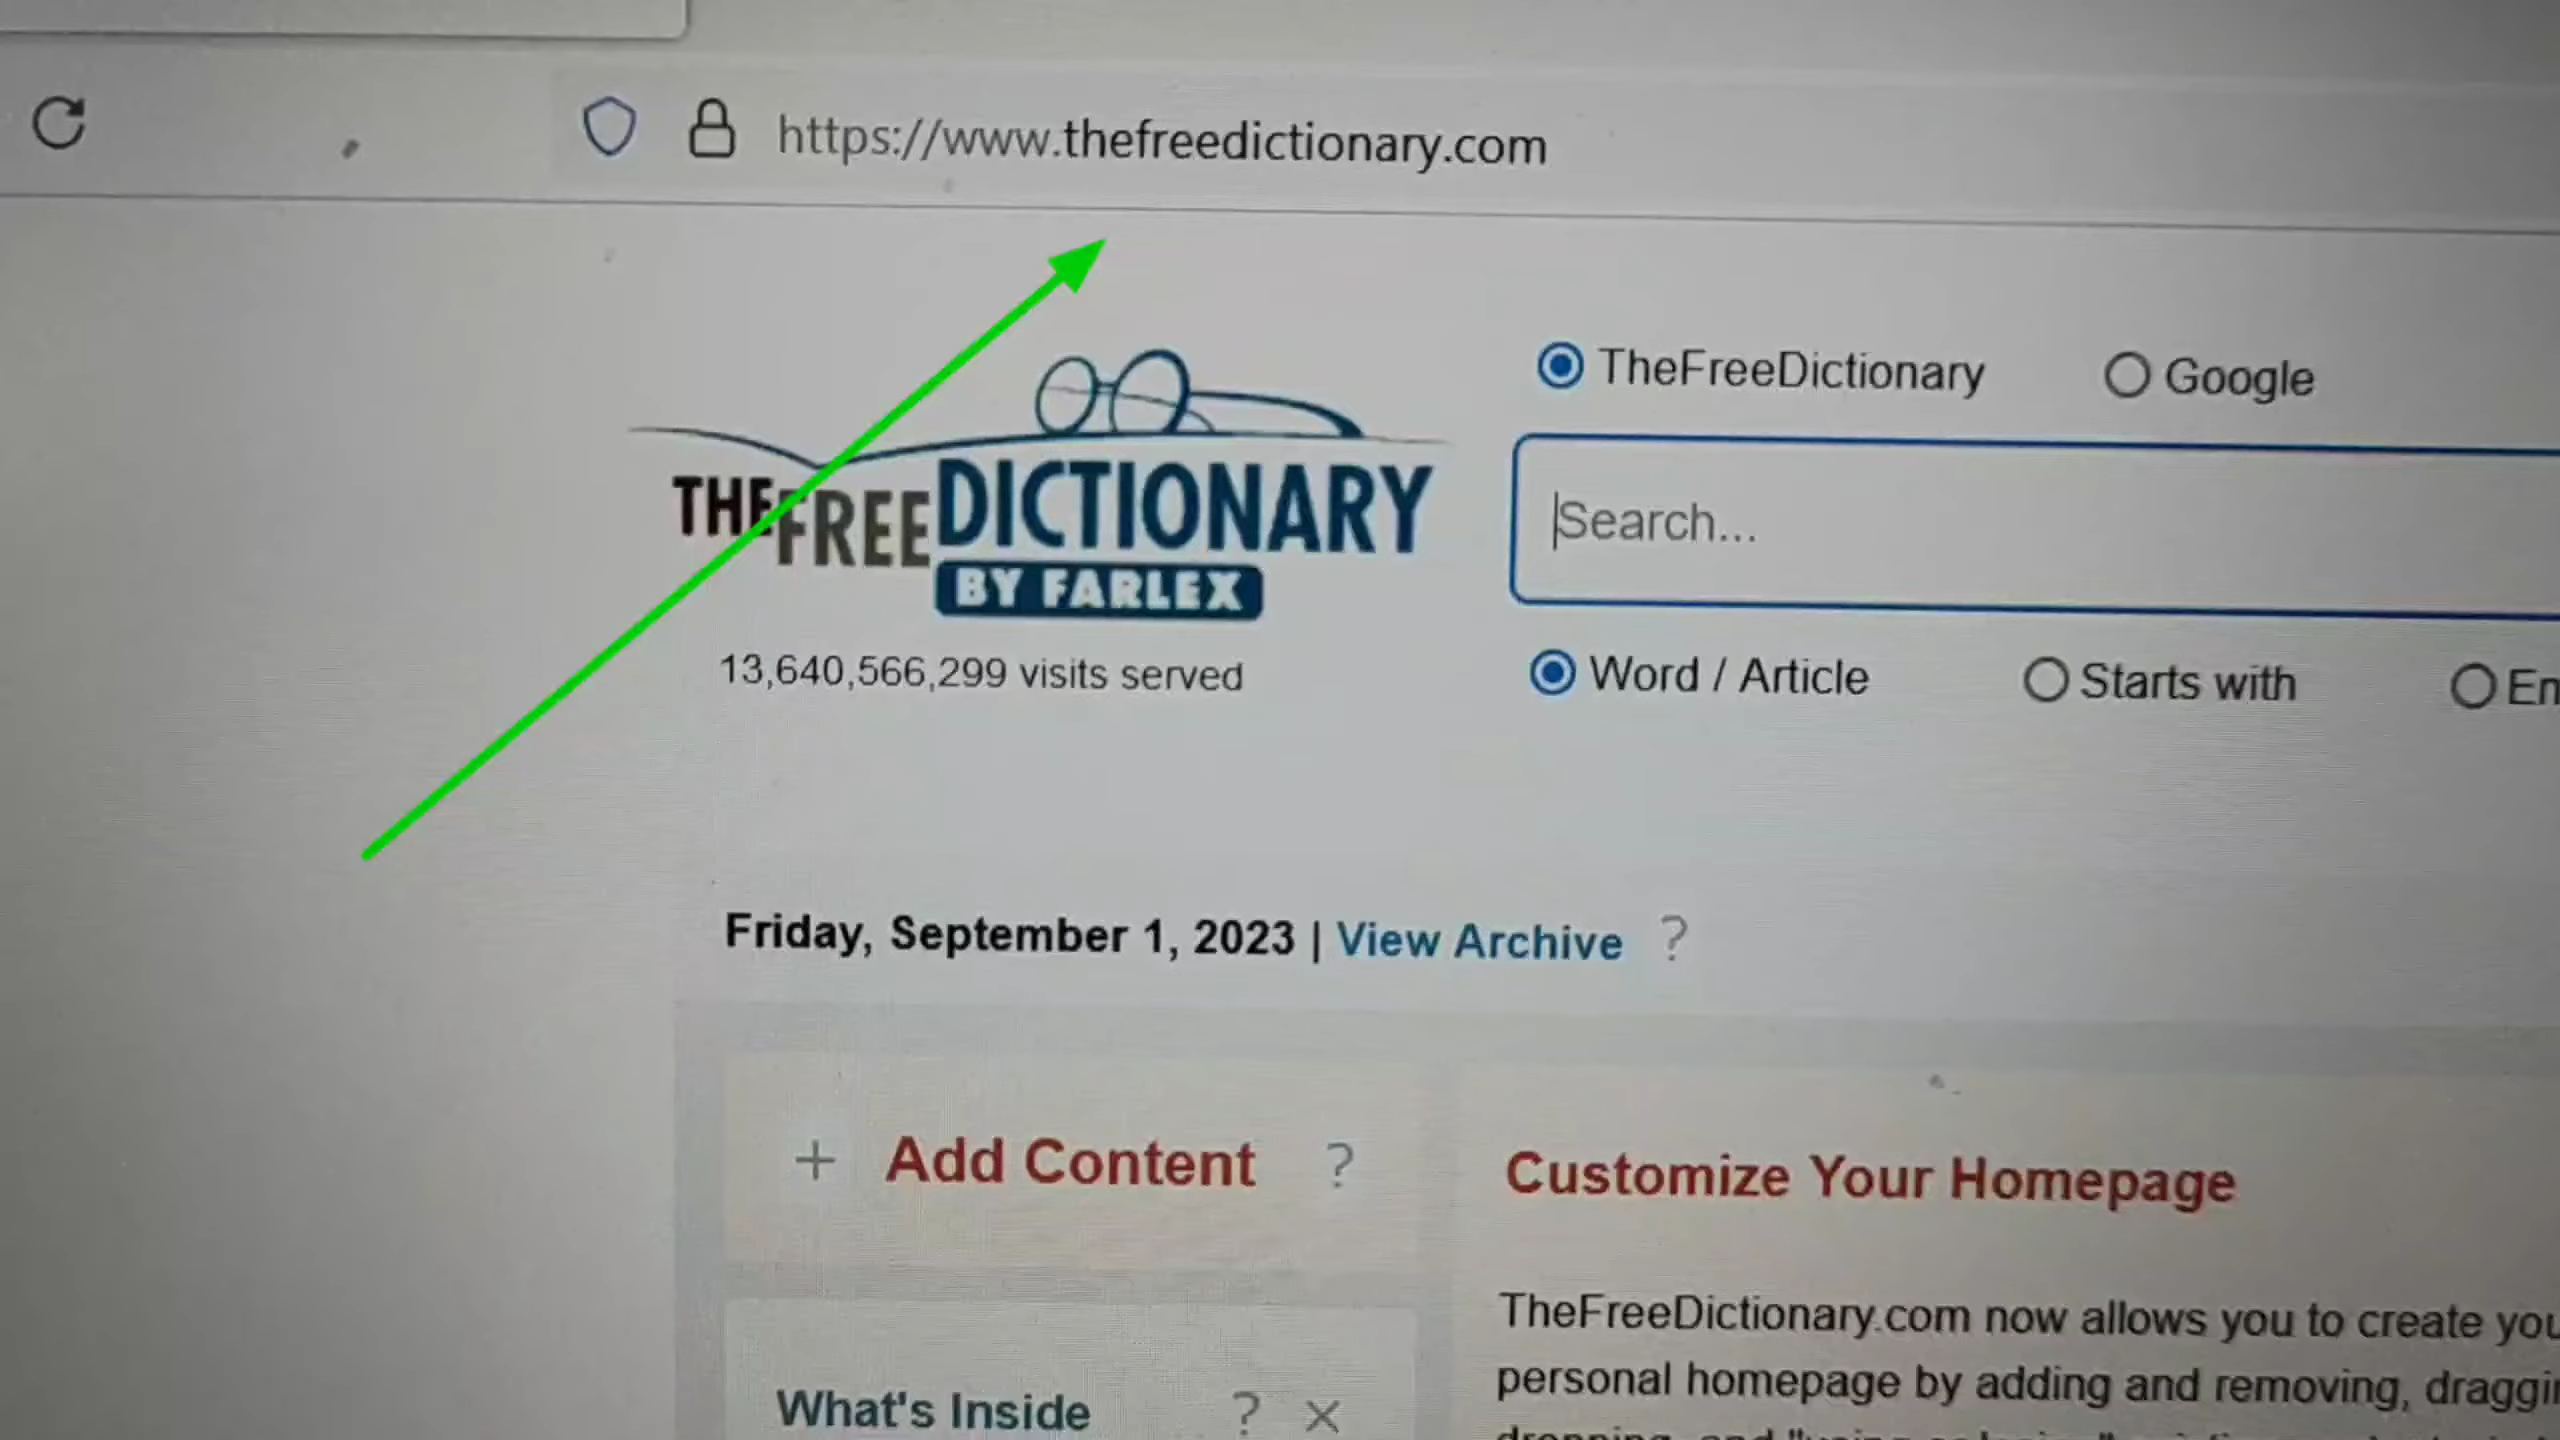 https://www.thefreedictionary.com
TheFreeDictionary Google
THE FREE DICTIONARY
BY FARLEX
Search...
13,640,566,299 visits served
Word / Article Starts with
Friday, September 1, 2023 | View Archive ?
+ Add Content ?
Customize Your Homepage
TheFreeDictionary.com now allows you to create
personal homepage by adding and removing,
What's Inside ? ×